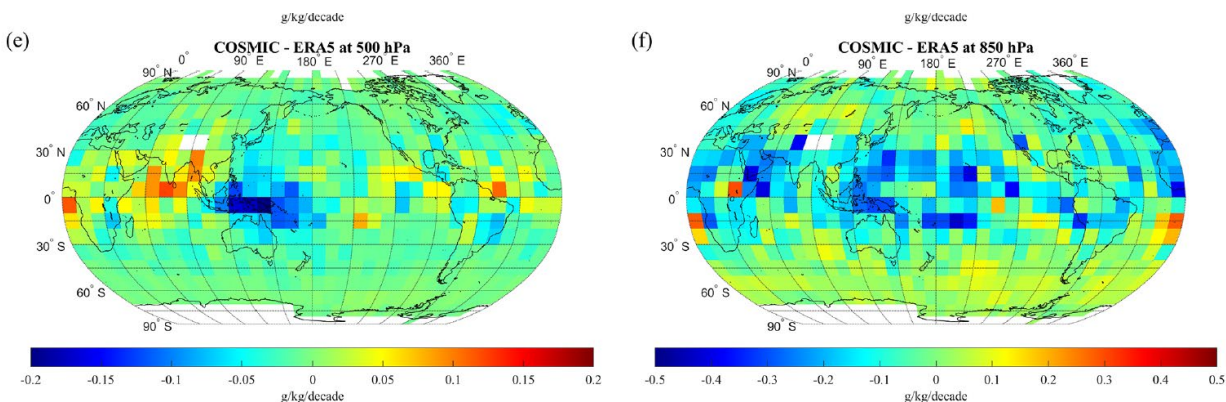 g/kg/decade
(e)
COSMIC - ERA5 at 500 hPa
90° N 0° 90° E 180° E 270° E 360° E
60° N
30° N
0°
30° S
60° S
90° S
-0.2 -0.15 -0.1 -0.05 0 0.05 0.1 0.15 0.2
g/kg/decade
g/kg/decade
(f)
COSMIC - ERA5 at 850 hPa
90° N 0° 90° E 180° E 270° E 360° E
60° N
30° N
0°
30° S
60° S
90° S
-0.5 -0.4 -0.3 -0.2 -0.1 0 0.1 0.2 0.3 0.4 0.5
g/kg/decade